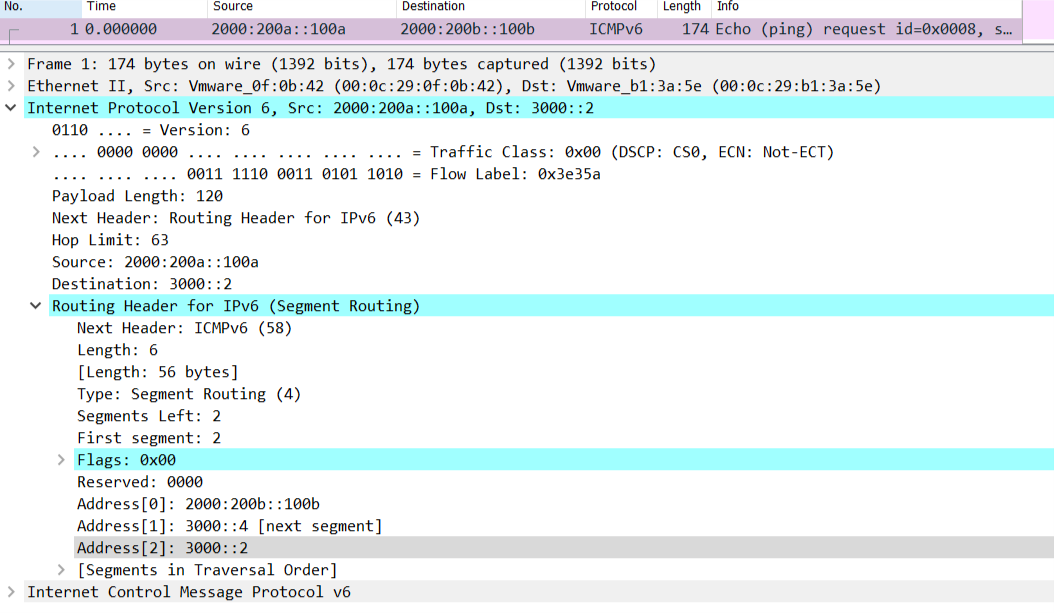 No. Time Source Destination Protocol Length Info
1 0.000000 2000:200a::100a 2000:200b::100b ICMPv6 174 Echo (ping) request id=0x0008, s…
Frame 1: 174 bytes on wire (1392 bits), 174 bytes captured (1392 bits)
Ethernet II, Src: Vmware_0f:0b:42 (00:0c:29:0f:0b:42), Dst: Vmware_b1:3a:5e (00:0c:29:b1:3a:5e)
Internet Protocol Version 6, Src: 2000:200a::100a, Dst: 3000::2
0110 .... = Version: 6
.... 0000 0000 .... .... .... .... .... = Traffic Class: 0x00 (DSCP: CS0, ECN: Not-ECT)
.... .... .... 0011 1110 0011 0101 1010 = Flow Label: 0x3e35a
Payload Length: 120
Next Header: Routing Header for IPv6 (43)
Hop Limit: 63
Source: 2000:200a::100a
Destination: 3000::2
Routing Header for IPv6 (Segment Routing)
Next Header: ICMPv6 (58)
Length: 6
[Length: 56 bytes]
Type: Segment Routing (4)
Segments Left: 2
First segment: 2
Flags: 0x00
Reserved: 0000
Address[0]: 2000:200b::100b
Address[1]: 3000::4 [next segment]
Address[2]: 3000::2
[Segments in Traversal Order]
Internet Control Message Protocol v6